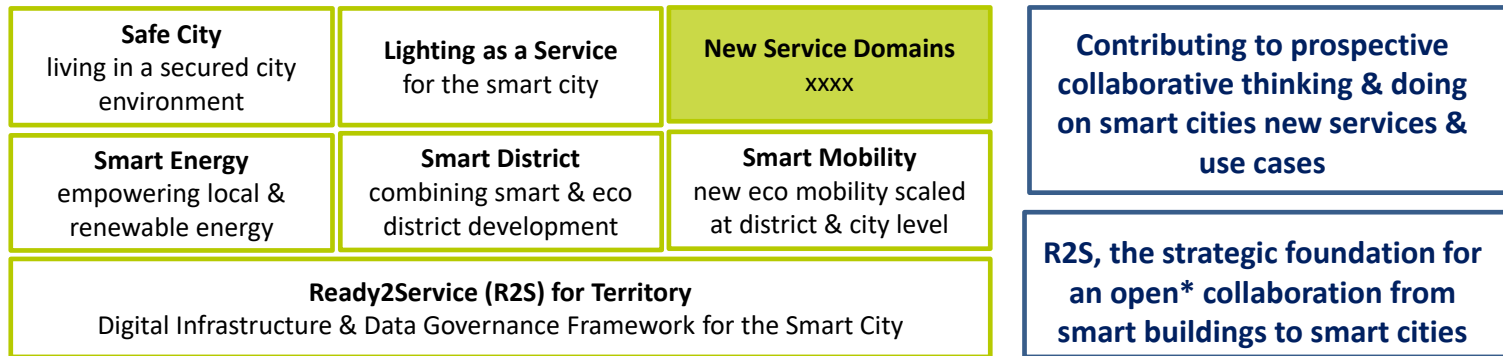 Safe City
living in a secured city
environment
Lighting as a Service
for the smart city
New Service Domains
xxxx
Smart Energy
empowering local &
renewable energy
Smart District
combining smart & eco
district development
Smart Mobility
new eco mobility scaled
at district & city level
Ready2Service (R2S) for Territory
Digital Infrastructure & Data Governance Framework for the Smart City
Contributing to prospective
collaborative thinking & doing
on smart cities new services &
use cases
R2S, the strategic foundation for
an open* collaboration from
smart buildings to smart cities